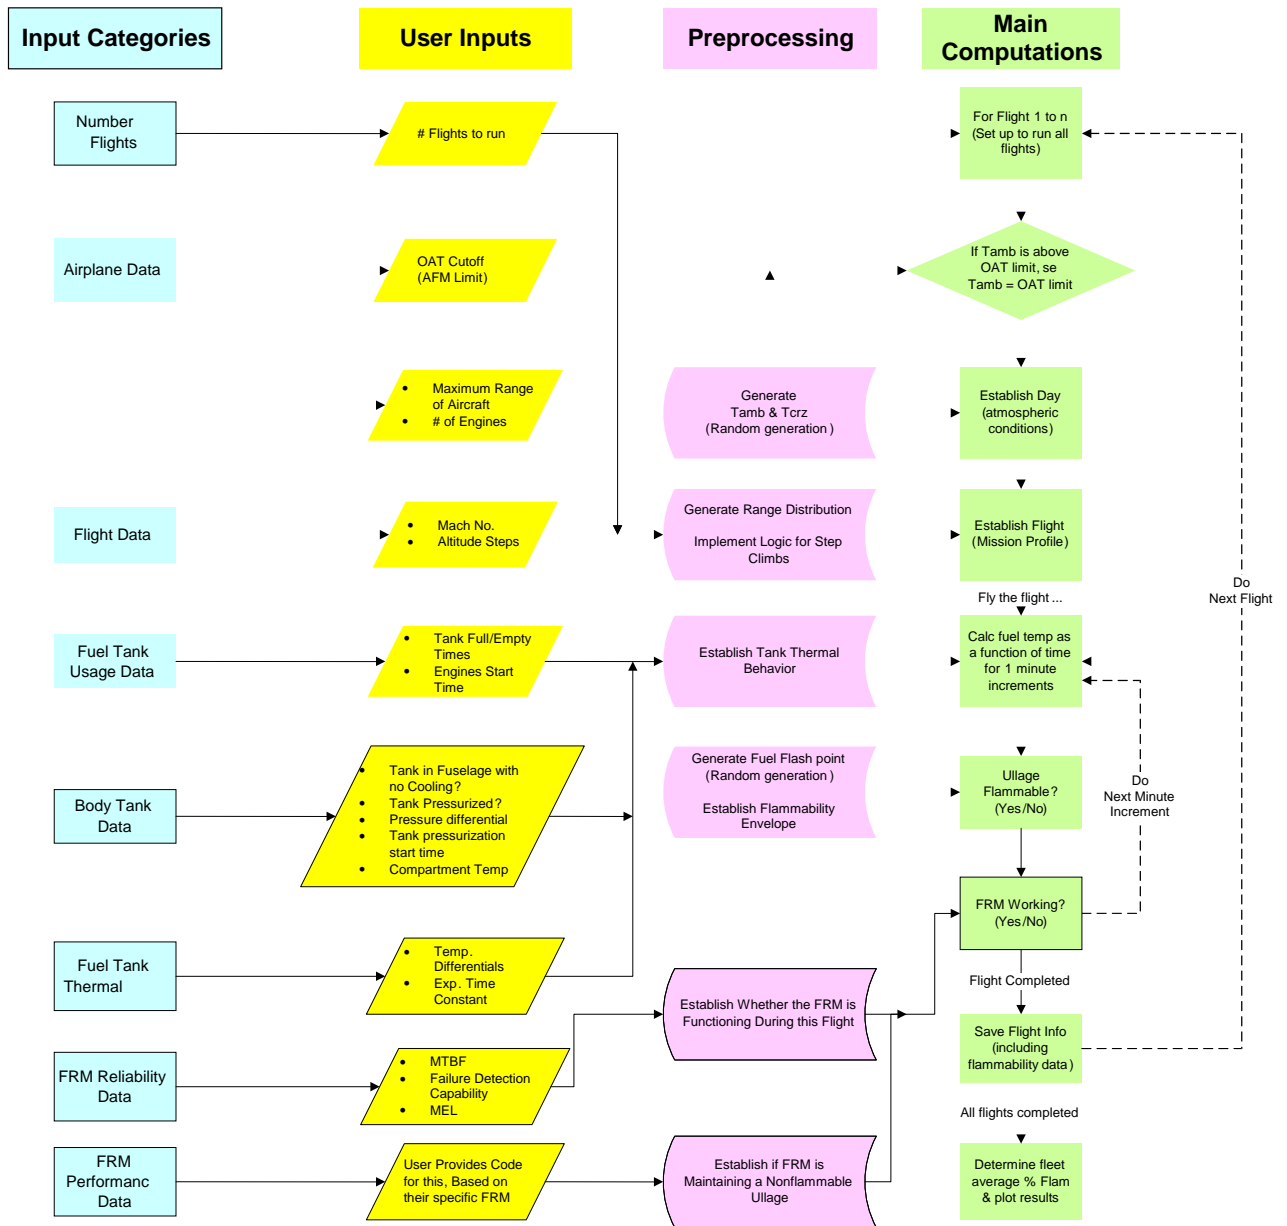 Input Categories
User Inputs
Preprocessing
Main
Computations
Number
Flights
# Flights to run
For Flight 1 to n
(Set up to run all
flights)
Airplane Data
OAT Cutoff
(AFM Limit)
If Tamb is above
OAT limit, se
Tamb = OAT limit
• Maximum Range
of Aircraft
• # of Engines
Generate
Tamb & Tcrz
(Random generation)
Establish Day
(atmospheric
conditions)
Flight Data
• Mach No.
• Altitude Steps
Generate Range Distribution
Implement Logic for Step
Climbs
Establish Flight
(Mission Profile)
Do
Next Flight
Fly the flight ...
Fuel Tank
Usage Data
• Tank Full/Empty
Times
• Engines Start
Time
Establish Tank Thermal
Behavior
Calc fuel temp as
a function of time
for 1 minute
increments
Body Tank
Data
• Tank in Fuselage with
no Cooling?
• Tank Pressurized?
• Pressure differential
• Tank pressurization
start time
• Compartment Temp
Generate Fuel Flash point
(Random generation)
Establish Flammability
Envelope
Ullage
Flammable?
(Yes/No)
Do
Next Minute
Increment
FRM Working?
(Yes/No)
Fuel Tank
Thermal
• Temp.
Differentials
• Exp. Time
Constant
Flight Completed
Establish Whether the FRM is
Functioning During this Flight
Save Flight Info
(including
flammability data)
FRM Reliability
Data
• MTBF
• Failure Detection
Capability
• MEL
All flights completed
FRM
Performanc
Data
User Provides Code
for this, Based on
their specific FRM
Establish if FRM is
Maintaining a Nonflammable
Ullage
Determine fleet
average % Flam
& plot results